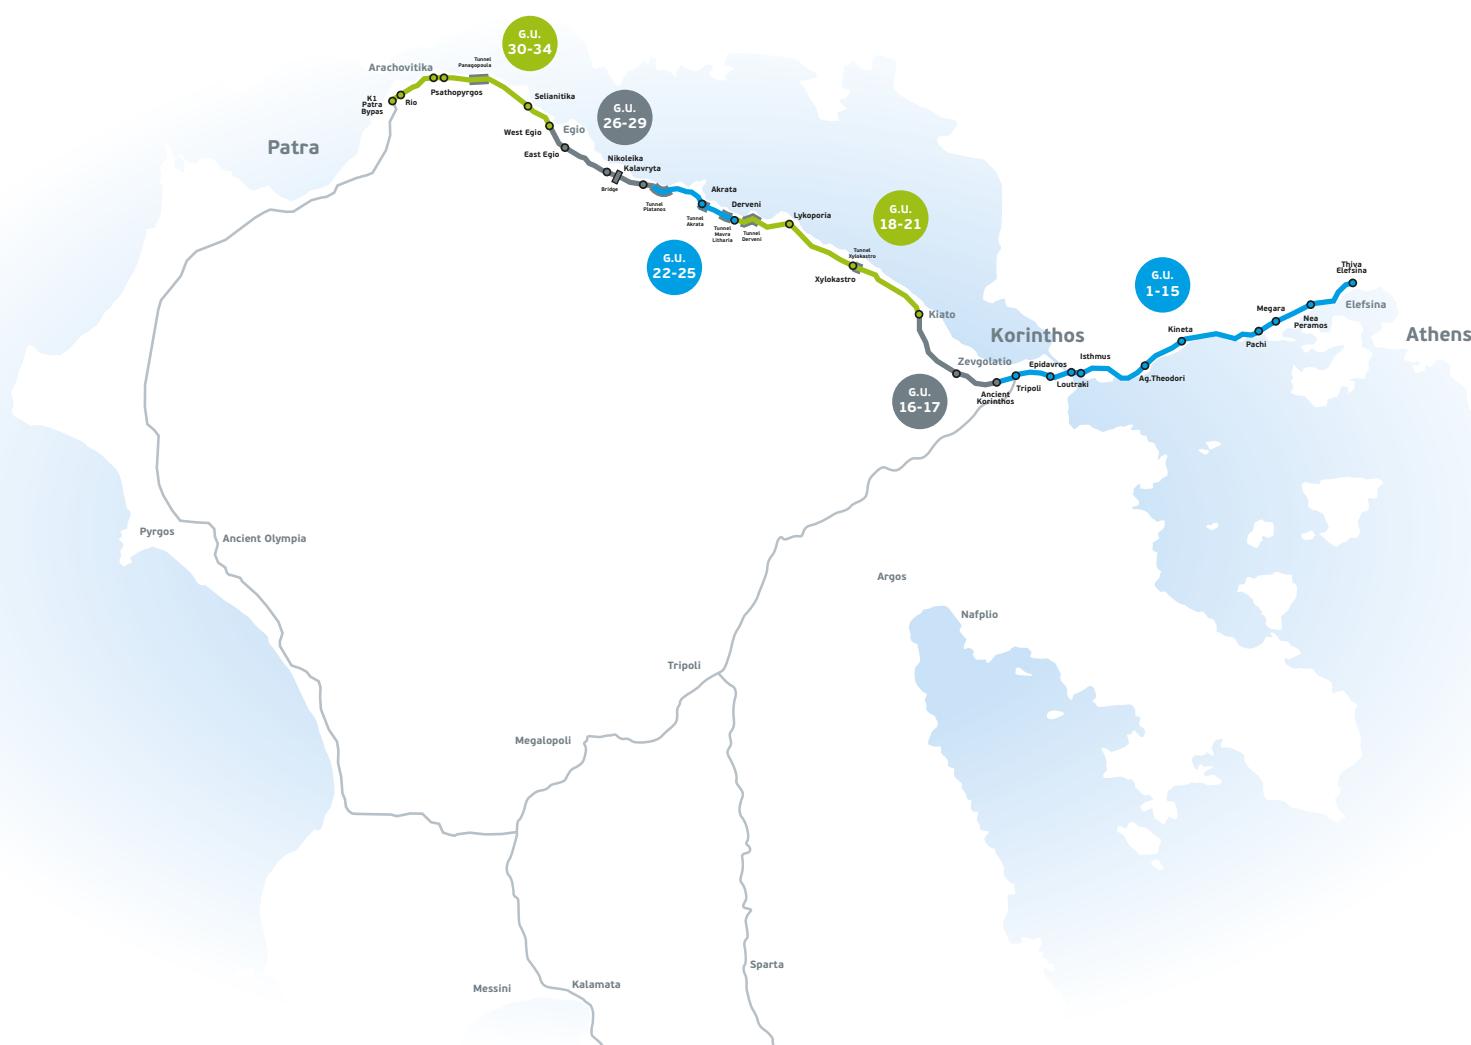 G.U.
30-34
Tunnel
Panagopoula
Arachovitika
Psathopyrgos
K1
Patra
Bypas
Rio
Selianitika
G.U.
26-29
West Egio
Egio
Patra
East Egio
Nikoleika
Kalavryta
Bridge
Akrata
Tunnel
Platanos
Derveni
Tunnel
Akrata
Tunnel
Mavra
Litharia
Tunnel
Derveni
Lykoporia
G.U.
18-21
G.U.
22-25
Tunnel
Xylokastro
Xylokastro
G.U.
1-15
Thiva
Elefsina
Elefsina
Megara
Nea
Peramos
Kiato
Korinthos
Kineta
Pachi
Athens
Zevgolatio
Epidavros
Isthmus
Ag.Theodori
Loutraki
Tripoli
Ancient
Korinthos
G.U.
16-17
Pyrgos
Ancient Olympia
Argos
Nafplio
Tripoli
Megalopoli
Sparta
Messini
Kalamata